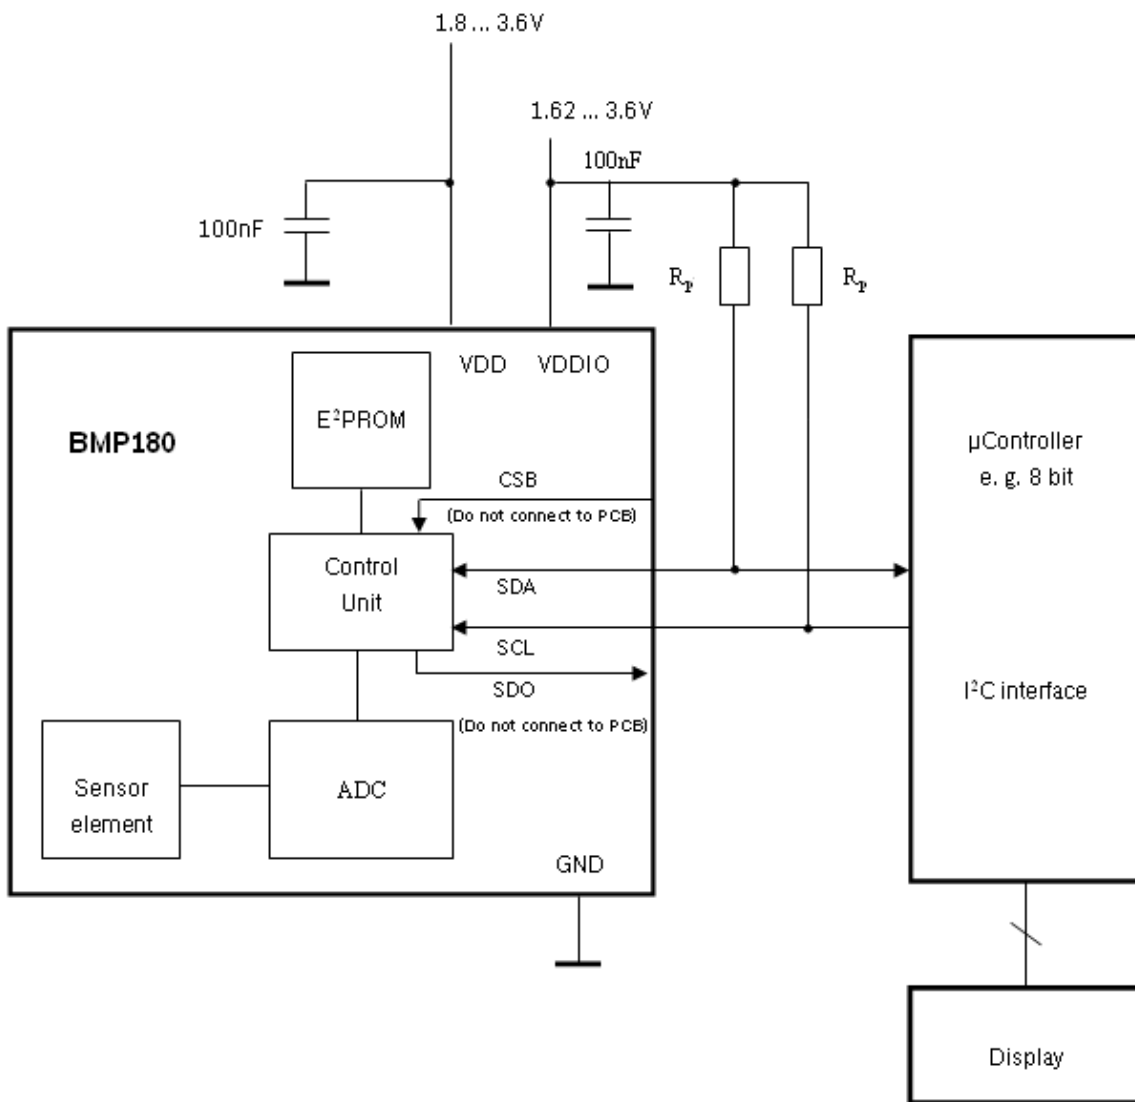 1.8 ... 3.6V
1.62 ... 3.6V
100nF
100nF
Rp
Rp
VDD
VDDIO
E²PROM
BMP180
µController
e. g. 8 bit
CSB
(Do not connect to PCB)
Control
Unit
SDA
SCL
SDO
(Do not connect to PCB)
I²C interface
Sensor
element
ADC
GND
Display